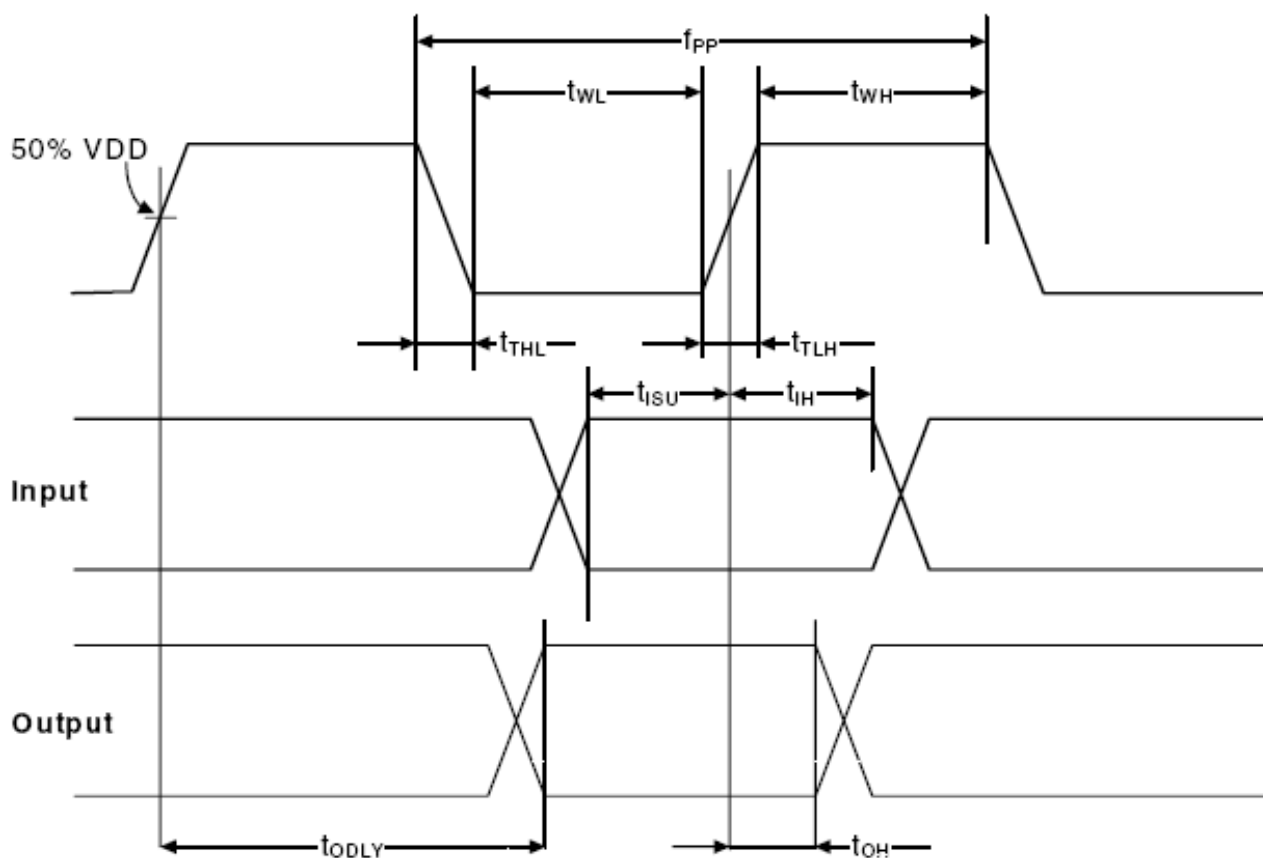 fPP
tWL
tWH
50% VDD
tTHL
tTLH
tISU
tIH
Input
Output
tODLY
tOH